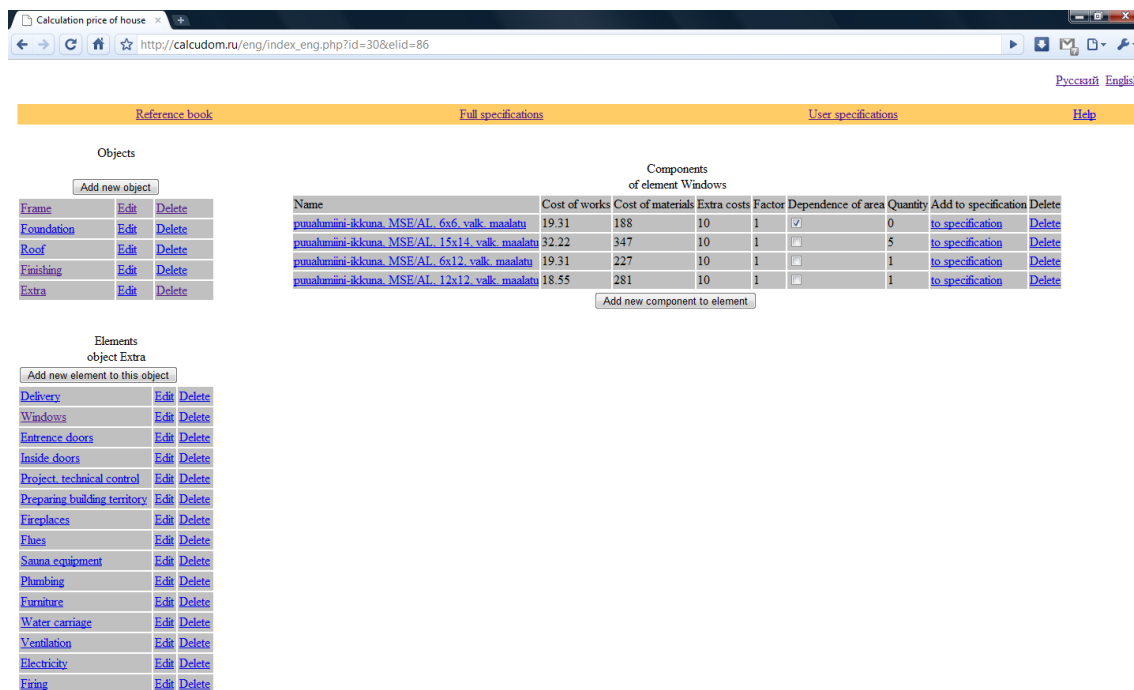 Calculation price of house
http://calcudom.ru/eng/index_eng.php?id=30&elid=86
Русский Englis
Reference book Full specifications User specifications Help
Objects
Add new object
Frame Edit Delete
Foundation Edit Delete
Roof Edit Delete
Finishing Edit Delete
Extra Edit Delete
Components
of element Windows
Name Cost of works Cost of materials Extra costs Factor Dependence of area Quantity Add to specification Delete
puualumiini-ikkuna, MSE/AL, 6x6, valk. maalatu 19.31 188 10 1 0 to specification Delete
puualumiini-ikkuna, MSE/AL, 15x14, valk. maalatu 32.22 347 10 1 5 to specification Delete
puualumiini-ikkuna, MSE/AL, 6x12, valk. maalatu 19.31 227 10 1 1 to specification Delete
puualumiini-ikkuna, MSE/AL, 12x12, valk. maalatu 18.55 281 10 1 1 to specification Delete
Add new component to element
Elements
object Extra
Add new element to this object
Delivery Edit Delete
Windows Edit Delete
Entrence doors Edit Delete
Inside doors Edit Delete
Project, technical control Edit Delete
Preparing building territory Edit Delete
Fireplaces Edit Delete
Flues Edit Delete
Sauna equipment Edit Delete
Plumbing Edit Delete
Furniture Edit Delete
Water carriage Edit Delete
Ventilation Edit Delete
Electricity Edit Delete
Firing Edit Delete